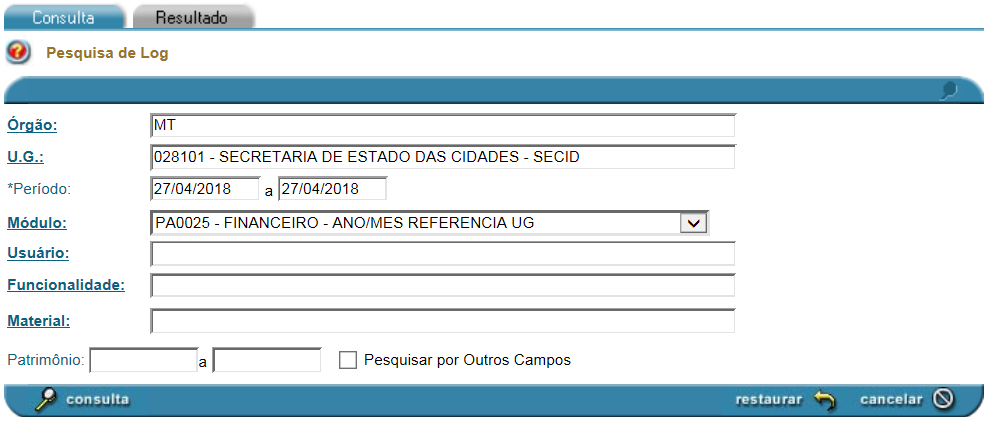 Consulta Resultado
Pesquisa de Log
Órgão: MT
U.G.: 028101 - SECRETARIA DE ESTADO DAS CIDADES - SECID
*Período: 27/04/2018 a 27/04/2018
Módulo: PA0025 - FINANCEIRO - ANO/MES REFERENCIA UG
Usuário:
Funcionalidade:
Material:
Patrimônio: a Pesquisar por Outros Campos
consulta restaurar cancelar